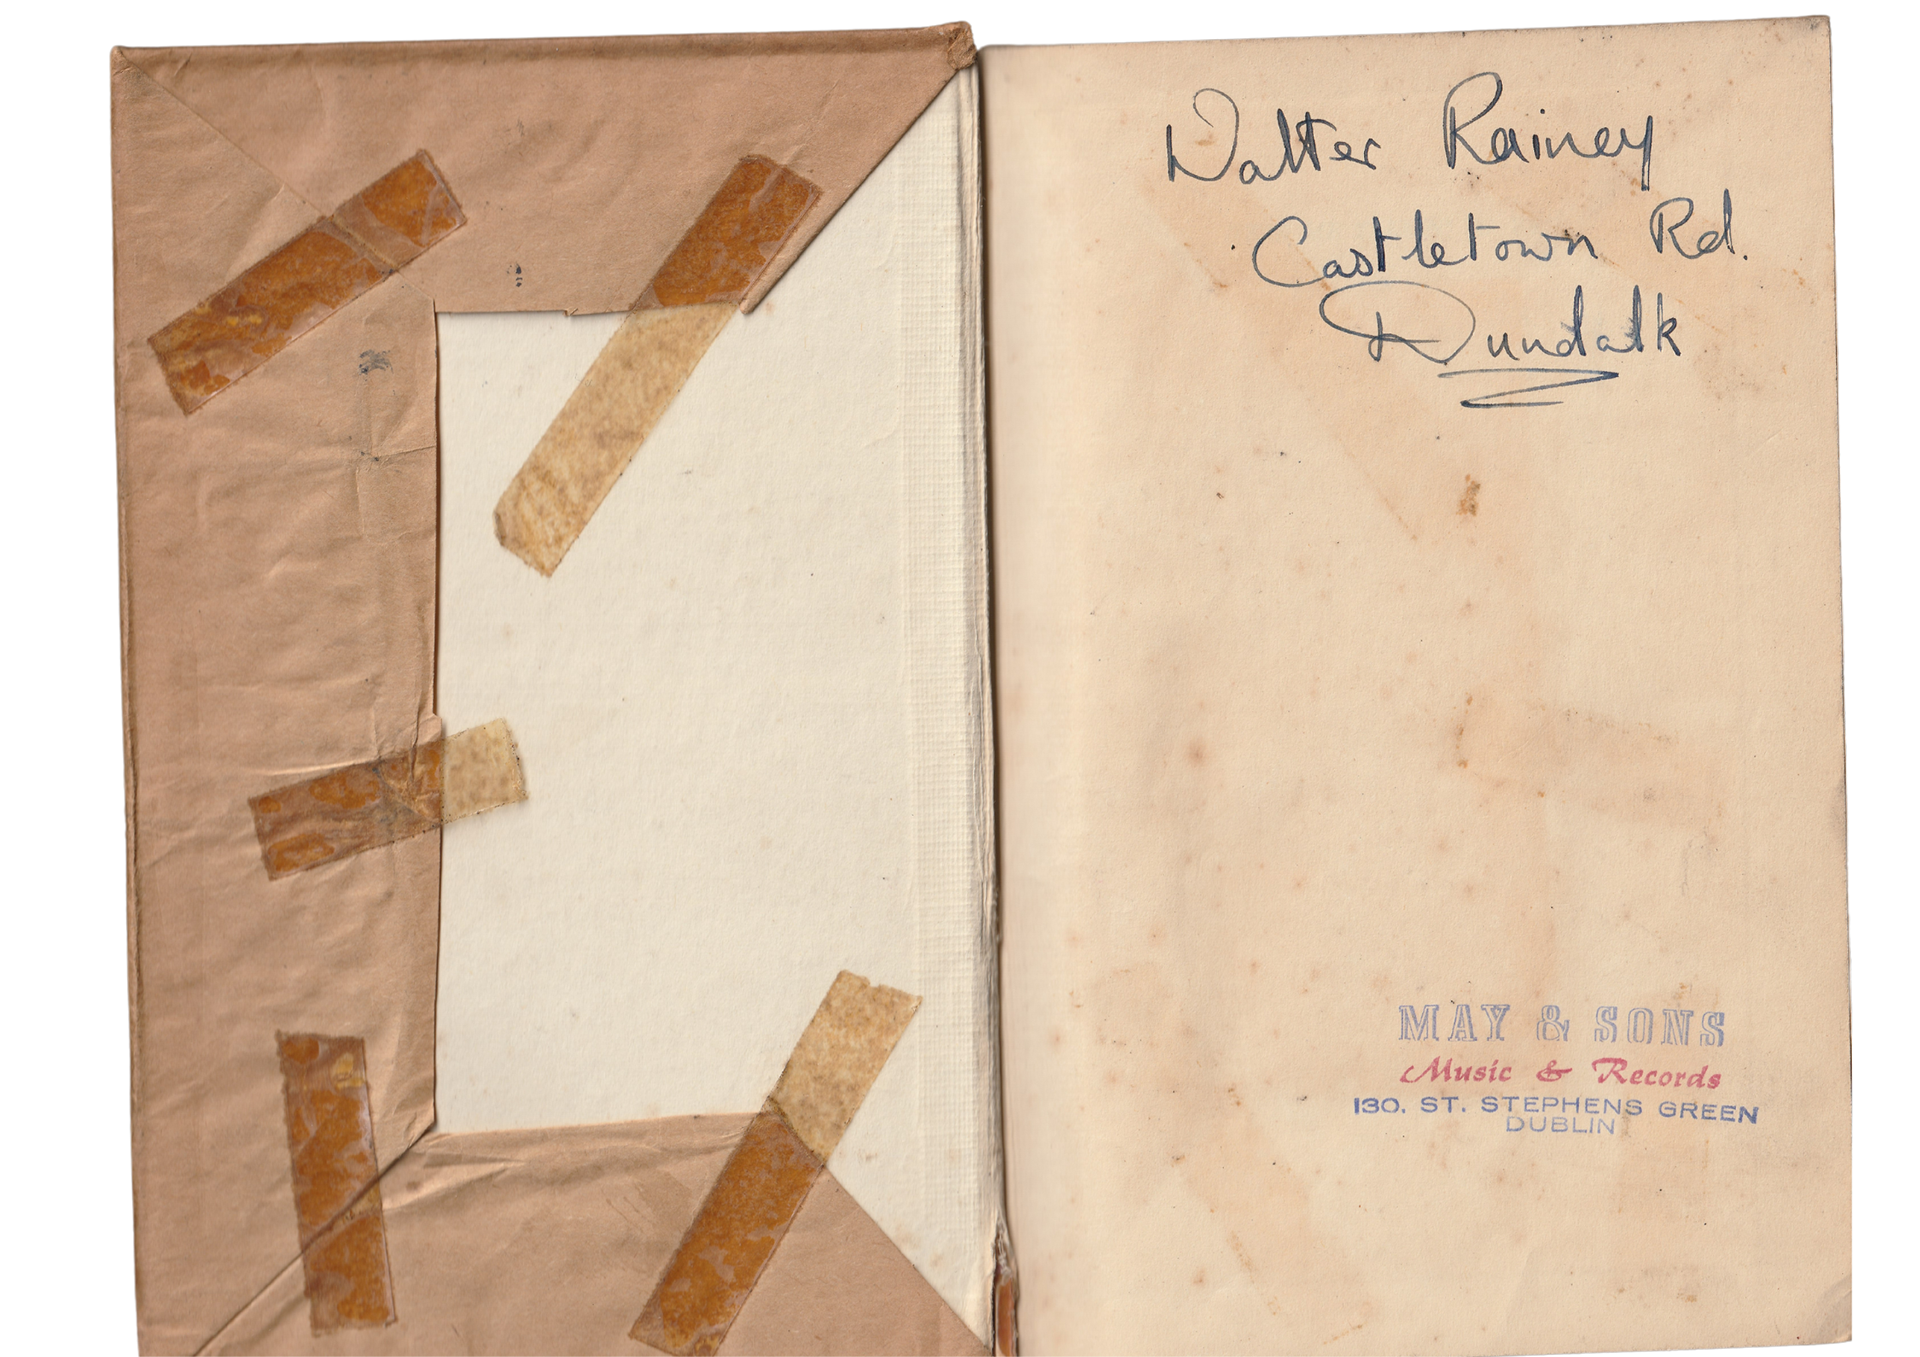 Walter Rainey
Castletown Rd.
Dundalk
MAY & SONS
Music & Records
130. ST. STEPHENS GREEN
DUBLIN